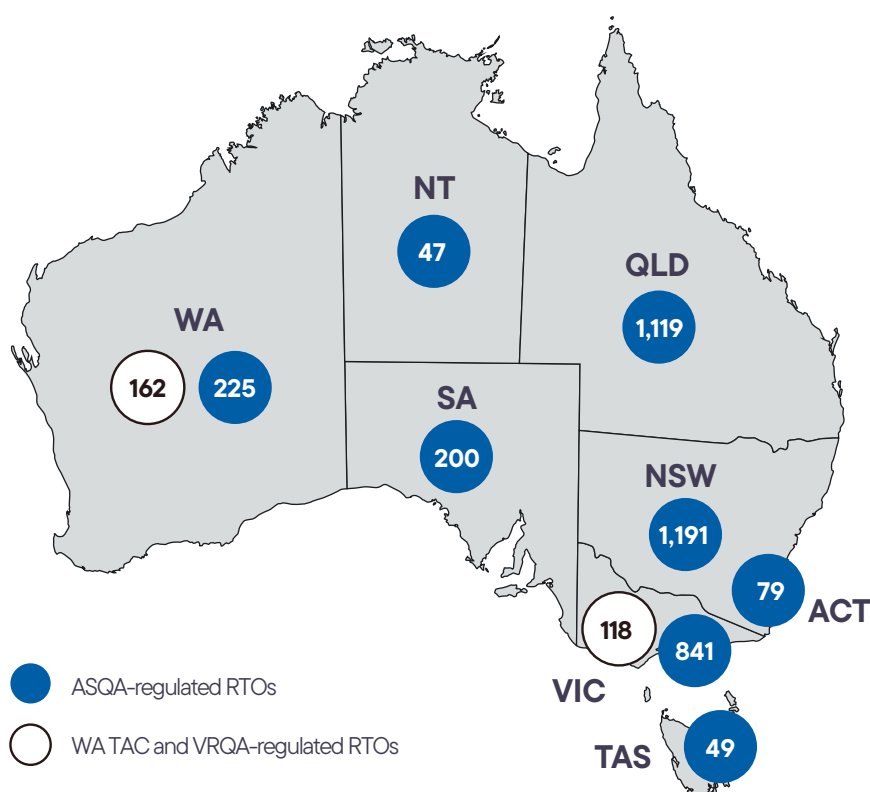 NT
47
QLD
1,119
WA
162
225
SA
200
NSW
1,191
79
ACT
118
841
VIC
TAS
49
ASQA-regulated RTOs
WA TAC and VRQA-regulated RTOs